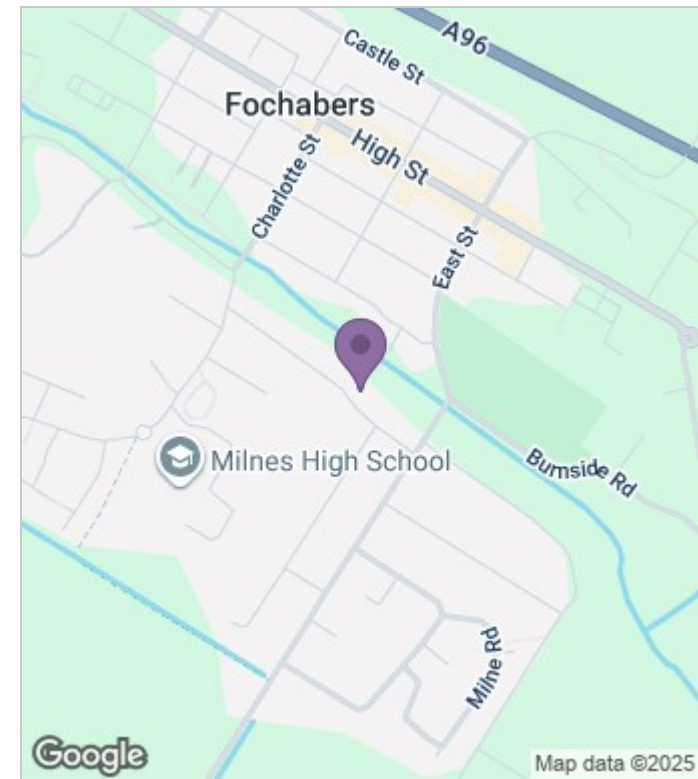 A96
Castle St
Fochabers
High St
Charlotte St
East St
Milnes High School
Burnside Rd
Milne Rd
Google
Map data ©2025